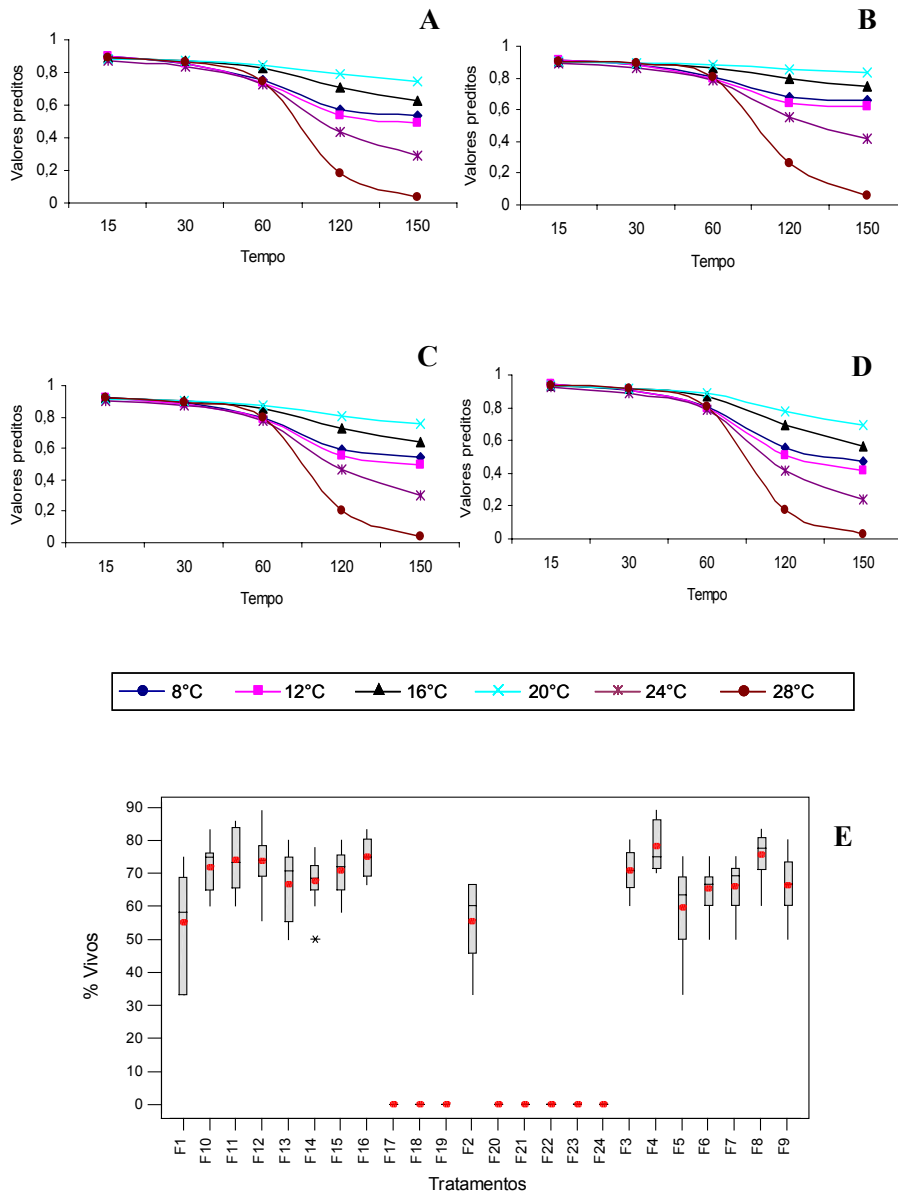 A
Valores preditos
1
0,8
0,6
0,4
0,2
0
15 30 60 120 150
Tempo
B
Valores preditos
1
0,8
0,6
0,4
0,2
0
15 30 60 120 150
Tempo
C
Valores preditos
1
0,8
0,6
0,4
0,2
0
15 30 60 120 150
Tempo
D
Valores preditos
1
0,8
0,6
0,4
0,2
0
15 30 60 120 150
Tempo
8°C 12°C 16°C 20°C 24°C 28°C
E
% Vivos
90
80
70
60
50
40
30
20
10
0
F1 F10 F11 F12 F13 F14 F15 F16 F17 F18 F19 F2 F20 F21 F22 F23 F24 F3 F4 F5 F6 F7 F8 F9
Tratamentos